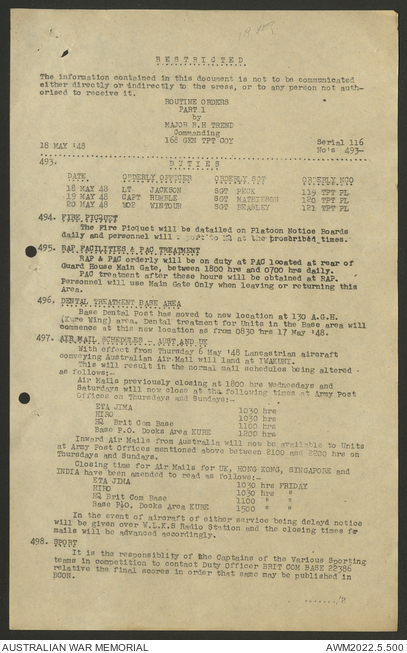 RESTRICTED
The information contained in this document is not to be communicated
either directly or indirectly to the press, or to any person not auth-
orised to receive it.
ROUTINE ORDERS
PART 1
by
MAJOR R.H TREND
Commanding
168 GEN TPT COY
Serial 116
18 MAY '48 No's 493-
493. DUTIES
DATE. ORDERLY OFFICER ORDERLY SGT ORDERLY NCO
18 MAY 48 LT. JACKSON SGT PECK 119 TPT PL
19 MAY 48 CAPT RUMBLE SGT MATHIESON 120 TPT PL
20 MAY 48 WO2 WINTOUR SGT BEASLEY 121 TPT PL
494. FIRE PICQUET
The Fire Picquet will be datailed on Platoon Notice Boards
daily and personnel will report to HQ at the proscribed times.
495. RAP FACILITIES & PAC TREATMENT
RAP & PAC orderly will be on duty at PAC located at rear of
Guard House Main Gate, between 1800 hrs and 0700 hrs daily.
PAC treatment after these hours will be obtained at RAP.
Personnel will use Main Gate Only when leaving or returning this
Area.
496. DENTAL TREATMENT BASE AREA
Base Dental Post has moved to new location at 130 A.G.H.
(Kure Wing) area. Dental treatment for Units in the Base area will
commence at this new location as from 0830 hrs 17 May '48.
497. AIR MAIL SCHEDULES - AUST AND UK
With effect from Thursday 6 May '48 Lancastrian aircraft
conveying Australian Air Mail will land at IWAKUNI.
This will result in the normal mail schedules being altered
as follows:-
Air Mails previously closing at 1800 hrs Wednesdays and
Saturdays will now close at the following times at Army Post
Offices on Thursdays and Sundays:-
ETA JIMA 1030 hrs
HIRO 1030 hrs
HQ Brit Com Base 1100 hrs
Base P.O. Docks Area KURE 1200 hrs
Inward Air Mails from Australia will now be available to Units
at Army Post Offices mentioned above between 2100 and 2200 hrs on
Thursdays and Sundays.
Closing time for Air Mails for UK, HONG KONG, SINGAPORE and
INDIA have been amended to read as follows:-
ETA JIMA 1030 hrs FRIDAY
HIRO 1030 hrs "
HQ Brit Com Base 1100 " "
Base P.O. Docks Area KURE 1500 " "
In the event of aircraft of either service being delayd notice
will be given over W.L.K.S Radio Station and the closing times for
mails will be advanced accordingly.
498. SPORT
It is the responsiblity of the Captains of the Various Sporting
teams in competition to contact Duty Officer BRIT COM BASE 22386
relative the final scores in order that same may be published in
BCON.
......./2
AUSTRALIAN WAR MEMORIAL AWM2022.5.500